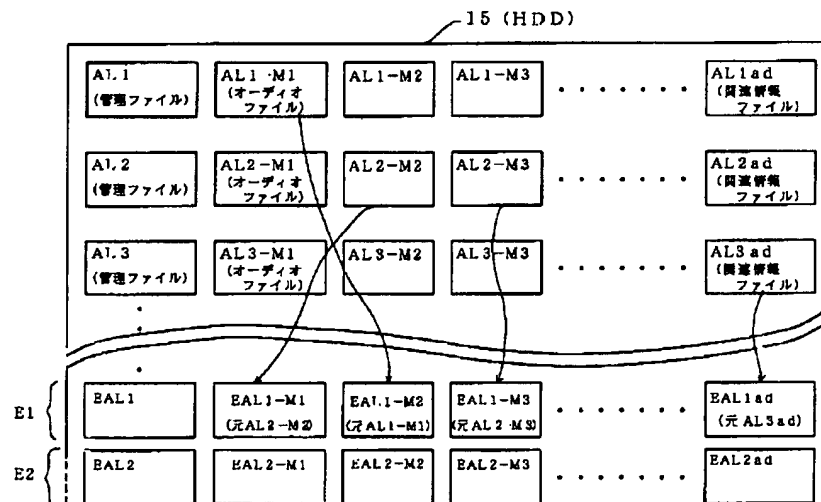 15 (HDD)
AL1 AL1-M1 AL1-M2 AL1-M3 ・・・・・・・ AL1ad
(管理ファイル) (オーディオ (関連情報
ファイル) ファイル)
AL2 AL2-M1 AL2-M2 AL2-M3 ・・・・・・・ AL2ad
(管理ファイル) (オーディオ (関連情報
ファイル) ファイル)
AL3 AL3-M1 AL3-M2 AL3-M3 ・・・・・・・ AL3ad
(管理ファイル) (オーディオ (関連情報
ファイル) ファイル)
E1 EAL1 EAL1-M1 EAL1-M2 EAL1-M3 ・・・・・・・ EAL1ad
(元AL2-M2) (元AL1-M1) (元AL2-M3) (元AL3ad)
E2 EAL2 EAL2-M1 EAL2-M2 EAL2-M3 ・・・・・・・ EAL2ad